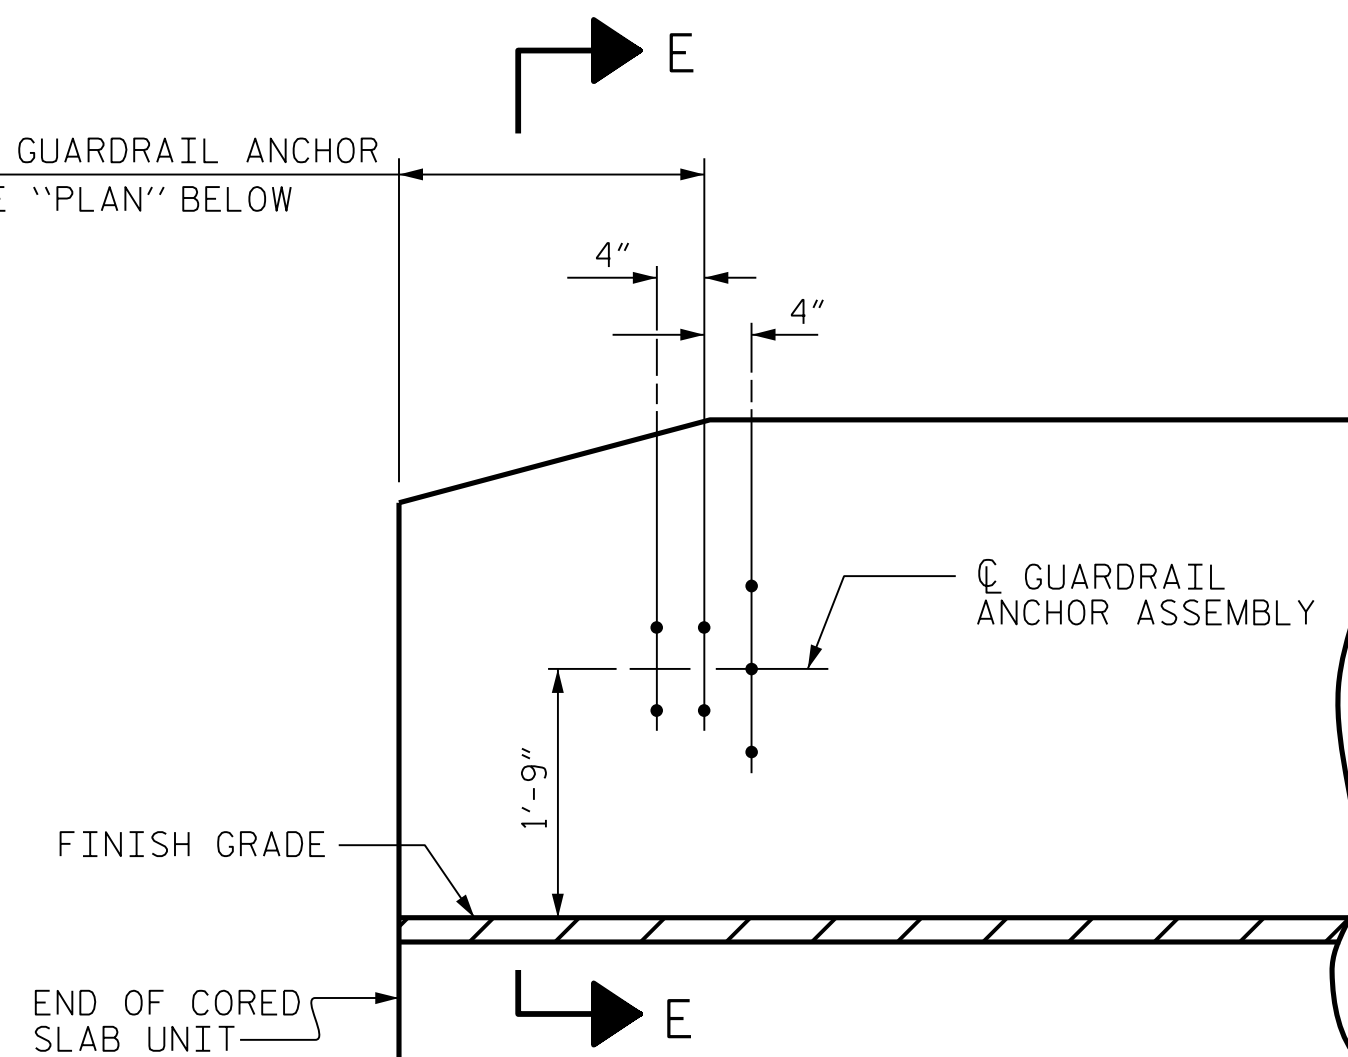 E
GUARDRAIL ANCHOR
"PLAN" BELOW
4"
4"
℄ GUARDRAIL
ANCHOR ASSEMBLY
1'-9"
FINISH GRADE
END OF CORED
SLAB UNIT
E